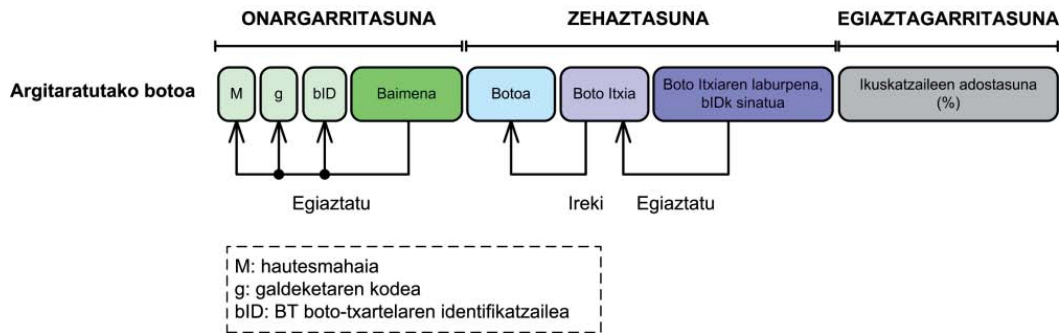 ONARGARRITASUNA ZEHAZTASUNA EGIAZTAGARRITASUNA
Argitaratutako botoa
M g bID Baimena Botoa Boto Itxia
Boto Itxiaren laburpena,
bIDk sinatua
Ikuskatzaileen adostasuna
(%)
Egiaztatu Ireki Egiaztatu
M: hautesmahaia
g: galdeketaren kodea
bID: BT boto-txartelaren identifikatzailea